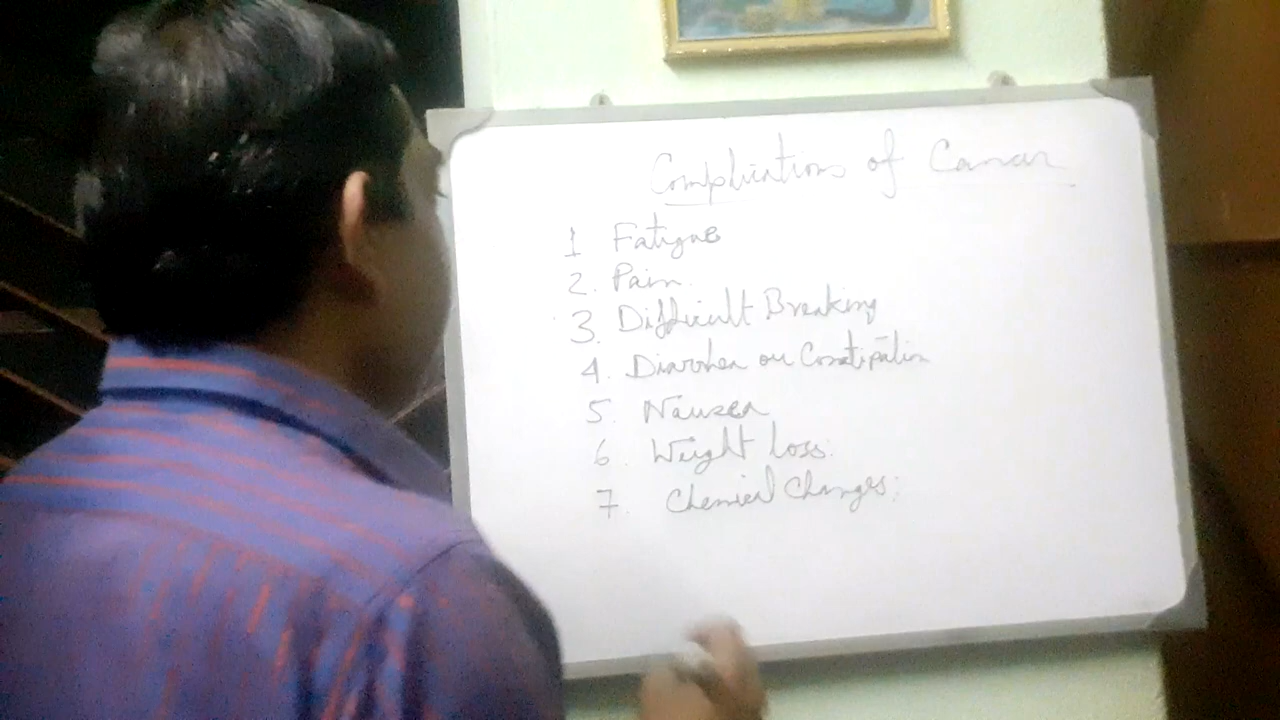 Complications of Cancer
1 Fatigue
2. Pain.
3. Difficult Breaking
4. Diarrhea or Constipation
5. Nausea
6. Weight loss.
7. Chemical Changes;